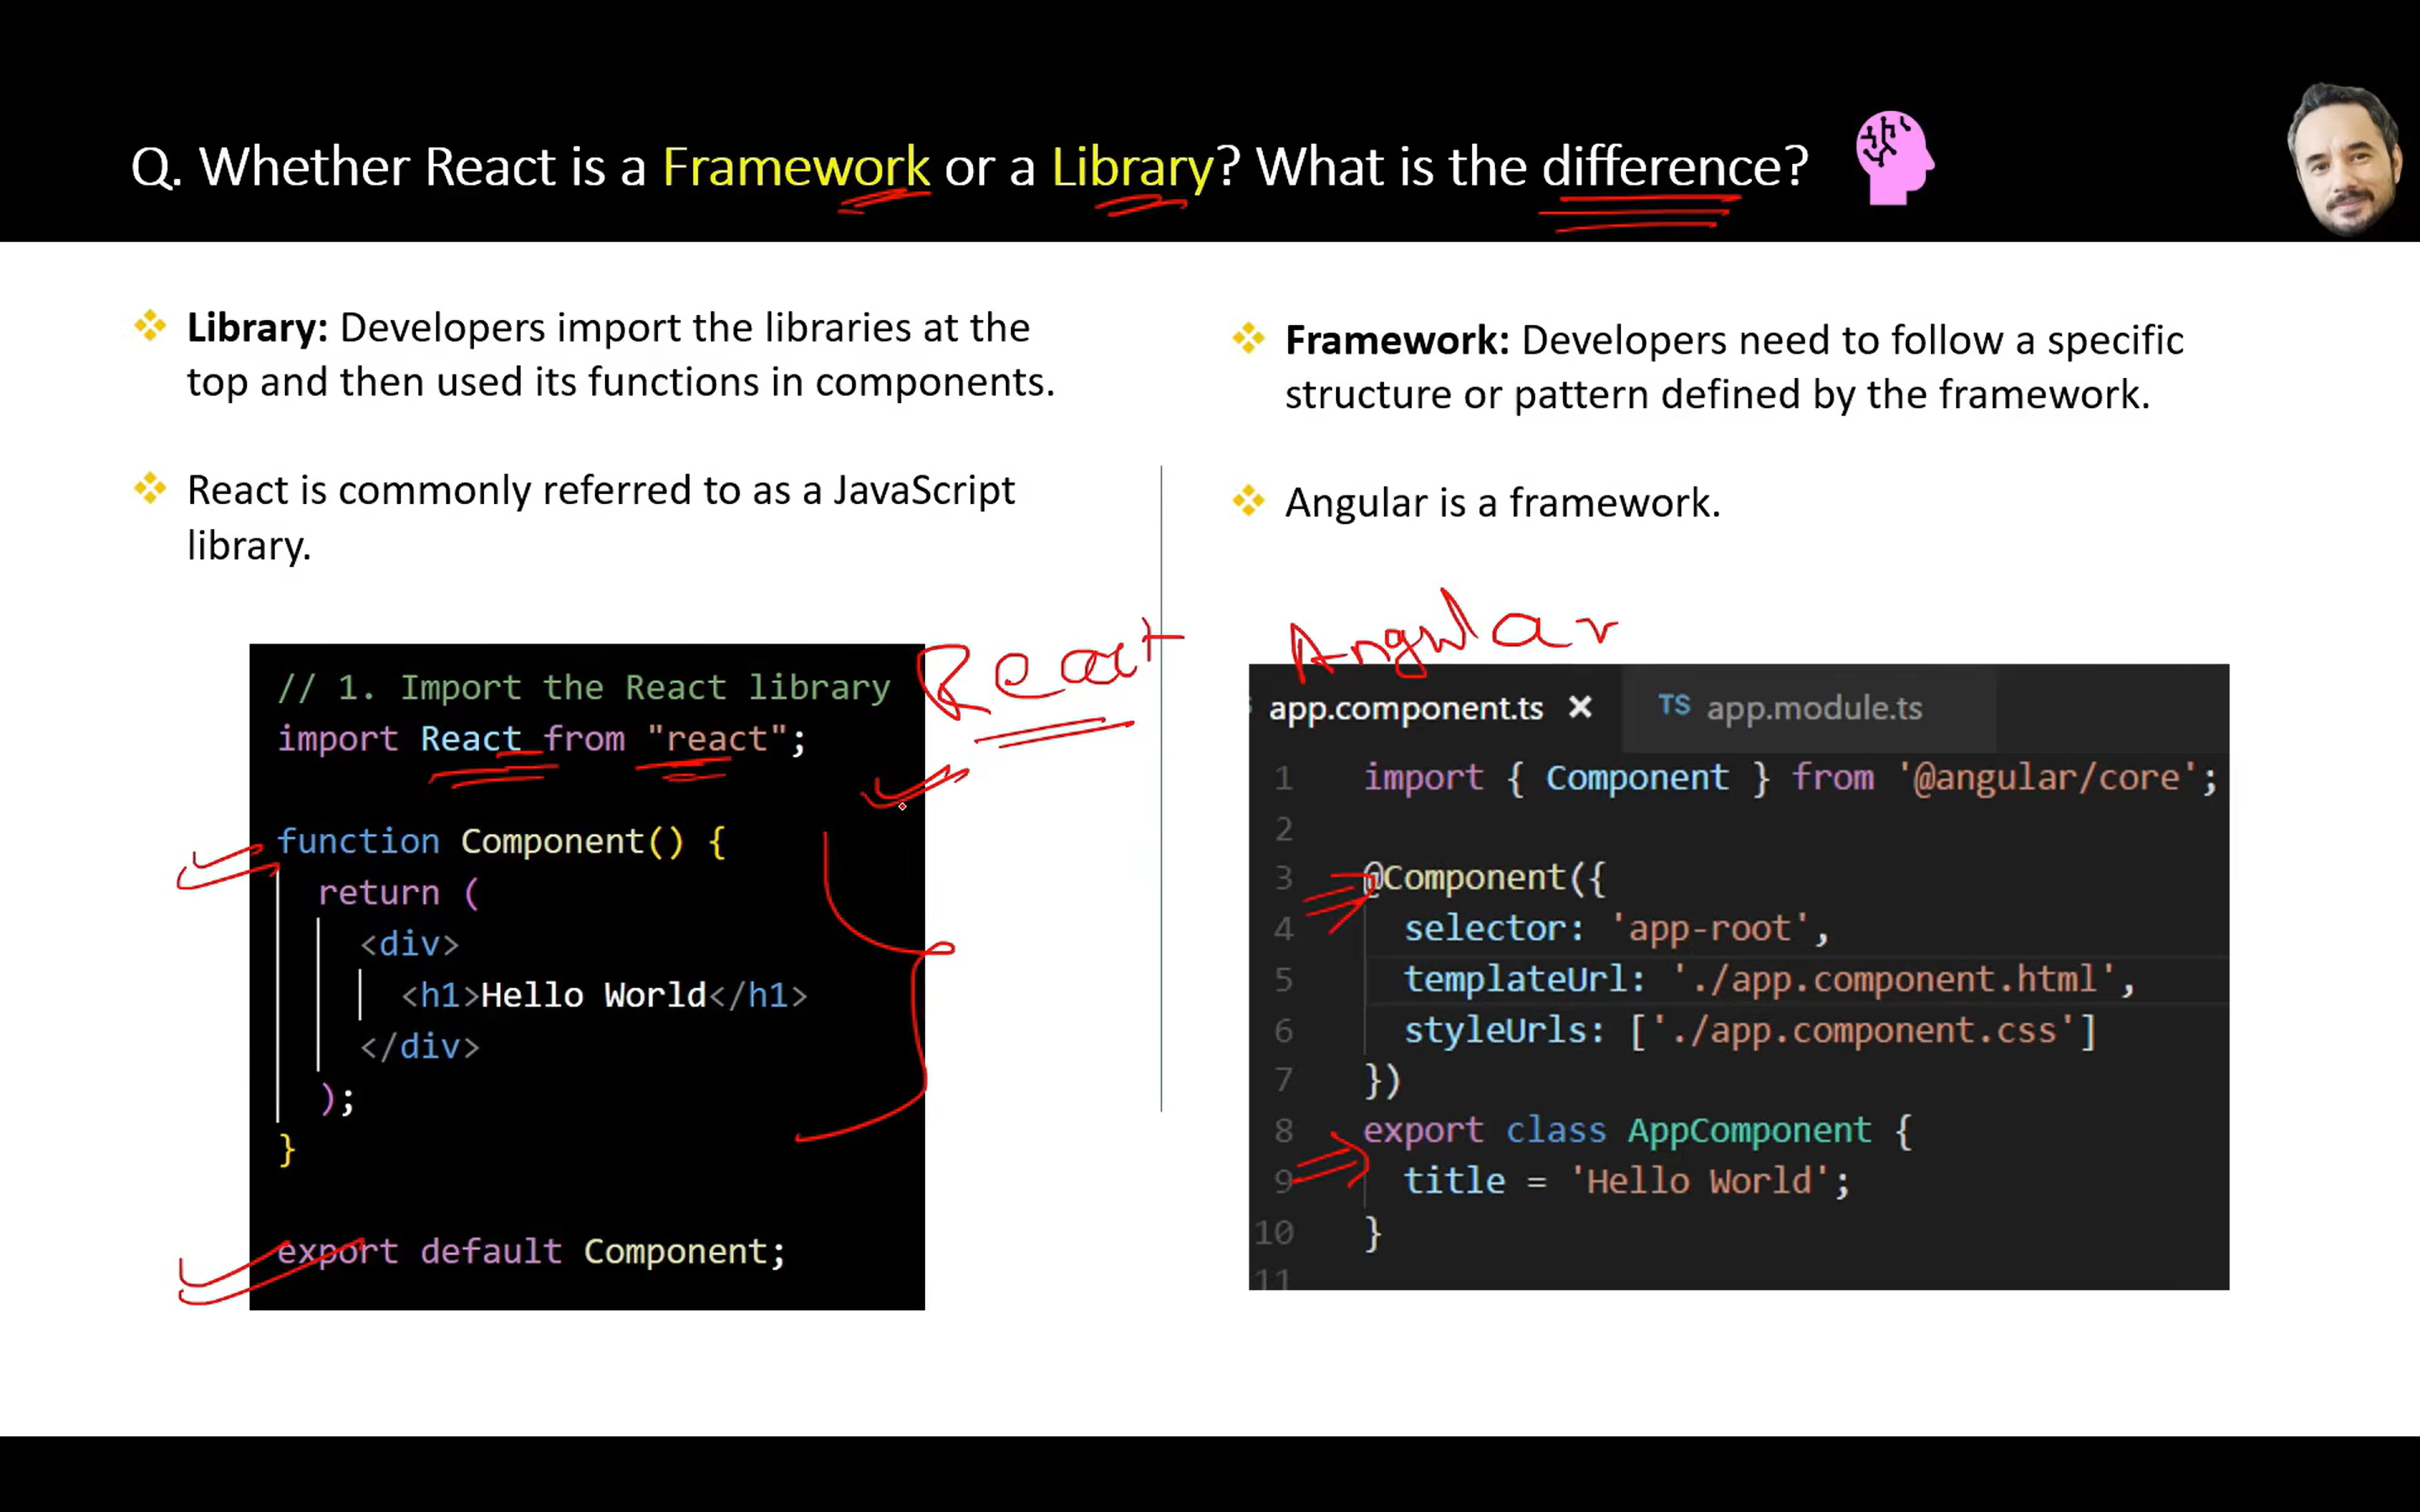 Q. Whether React is a Framework or a Library? What is the difference?
Library: Developers import the libraries at the
top and then used its functions in components.
React is commonly referred to as a JavaScript
library.
React
// 1. Import the React library
import React from "react";
function Component() {
return (
<div>
<h1>Hello World</h1>
</div>
);
}
export default Component;
Framework: Developers need to follow a specific
structure or pattern defined by the framework.
Angular is a framework.
Angular
app.component.ts × TS app.module.ts
1 import { Component } from '@angular/core';
2
3 @Component({
4 selector: 'app-root',
5 templateUrl: './app.component.html',
6 styleUrls: ['./app.component.css']
7 })
8 export class AppComponent {
9 title = 'Hello World';
10 }
11